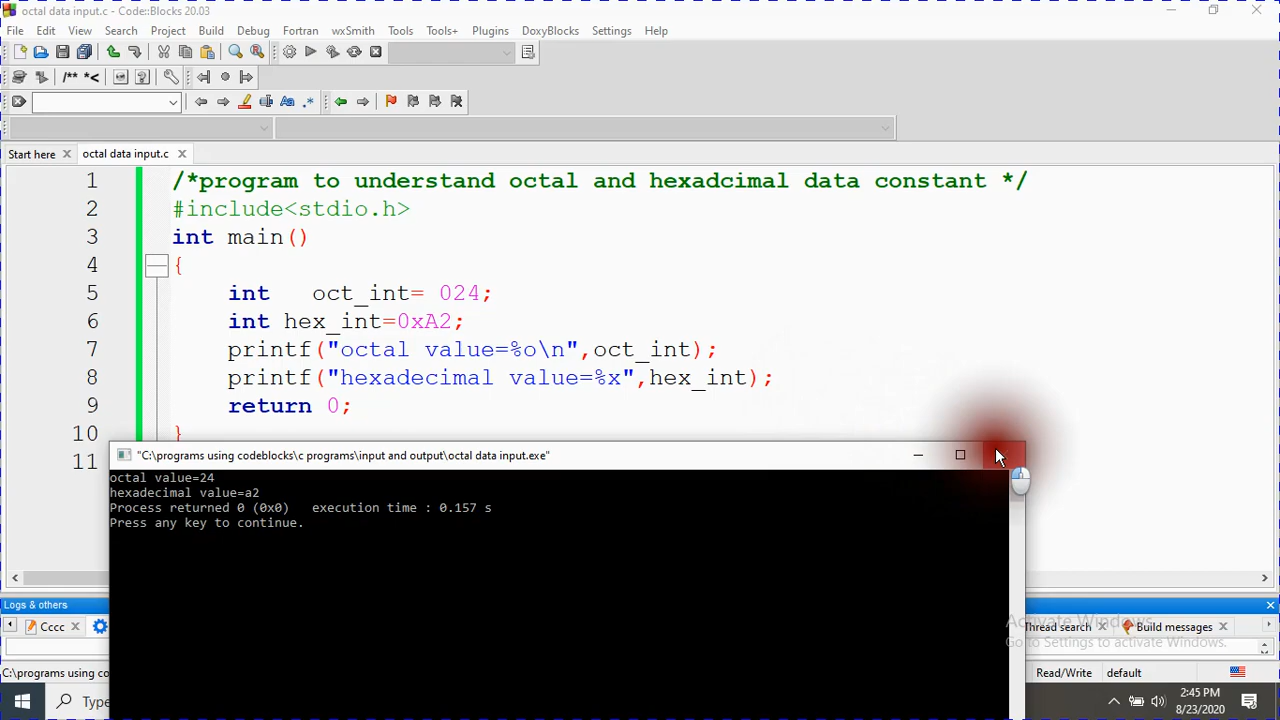 octal data input.c - Code::Blocks 20.03
File Edit View Search Project Build Debug Fortran wxSmith Tools Tools+ Plugins DoxyBlocks Settings Help
/** *<
Start here octal data input.c
1 /*program to understand octal and hexadcimal data constant */
2 #include<stdio.h>
3 int main()
4 {
5 int oct_int= 024;
6 int hex_int=0xA2;
7 printf("octal value=%o\n",oct_int);
8 printf("hexadecimal value=%x",hex_int);
9 return 0;
10 }
11
"C:\programs using codeblocks\c programs\input and output\octal data input.exe"
octal value=24
hexadecimal value=a2
Process returned 0 (0x0) execution time : 0.157 s
Press any key to continue.
Logs & others
Cccc Thread search Build messages
Activate Windows
Go to Settings to activate Windows.
C:\programs using co Read/Write default
Type
2:45 PM
8/23/2020